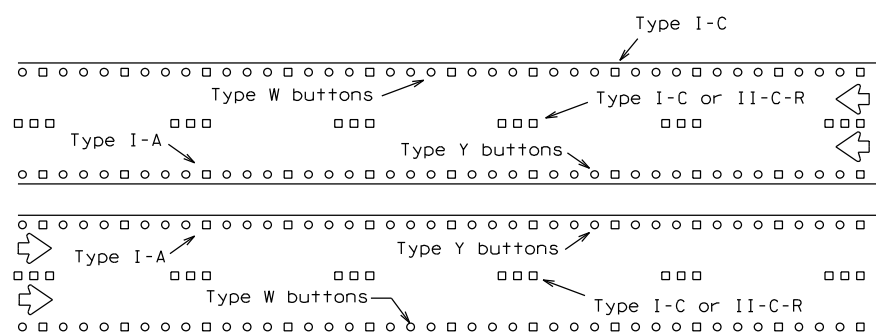 Type I-C
Type W buttons
Type I-C or II-C-R
Type I-A
Type Y buttons
Type I-A
Type Y buttons
Type W buttons
Type I-C or II-C-R